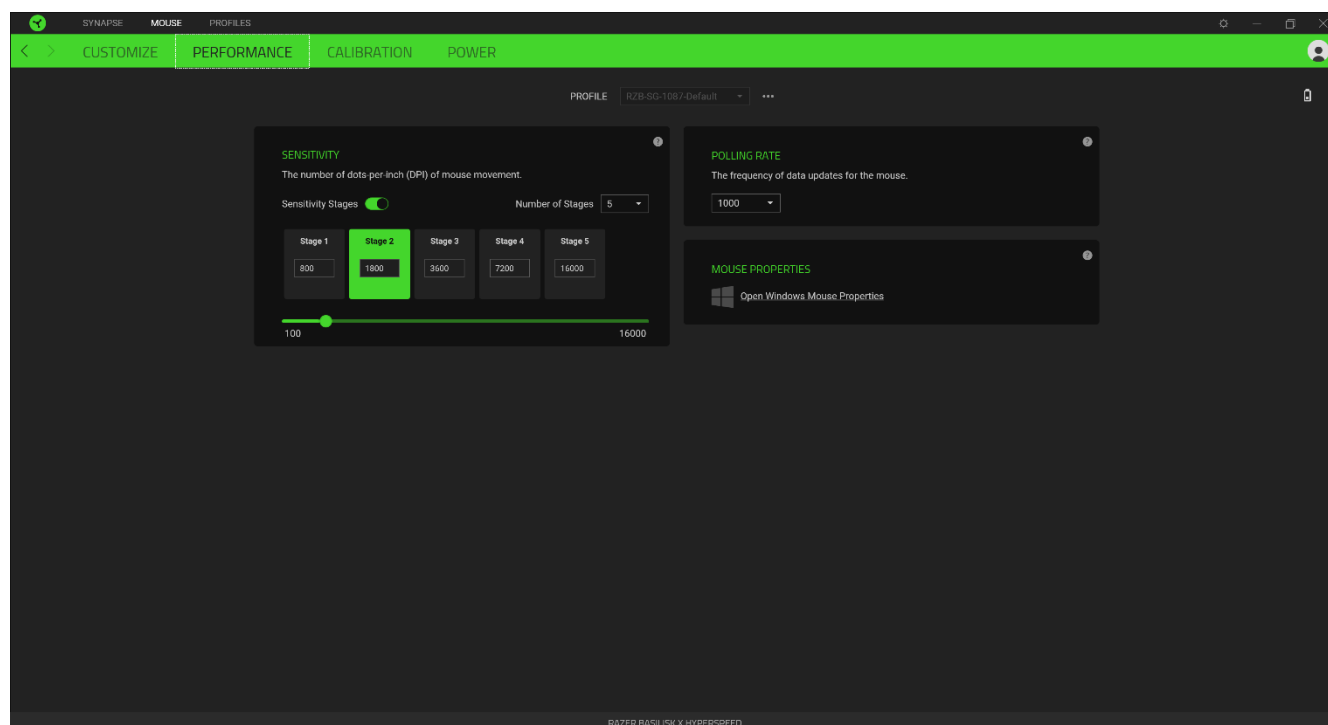 SYNAPSE MOUSE PROFILES
CUSTOMIZE PERFORMANCE CALIBRATION POWER
PROFILE RZB-SG-1087-Default
SENSITIVITY
The number of dots-per-inch (DPI) of mouse movement.
Sensitivity Stages Number of Stages 5
Stage 1 Stage 2 Stage 3 Stage 4 Stage 5
800 1800 3600 7200 16000
100 16000
POLLING RATE
The frequency of data updates for the mouse.
1000
MOUSE PROPERTIES
Open Windows Mouse Properties
RAZER BASILISK X HYPERSPEED